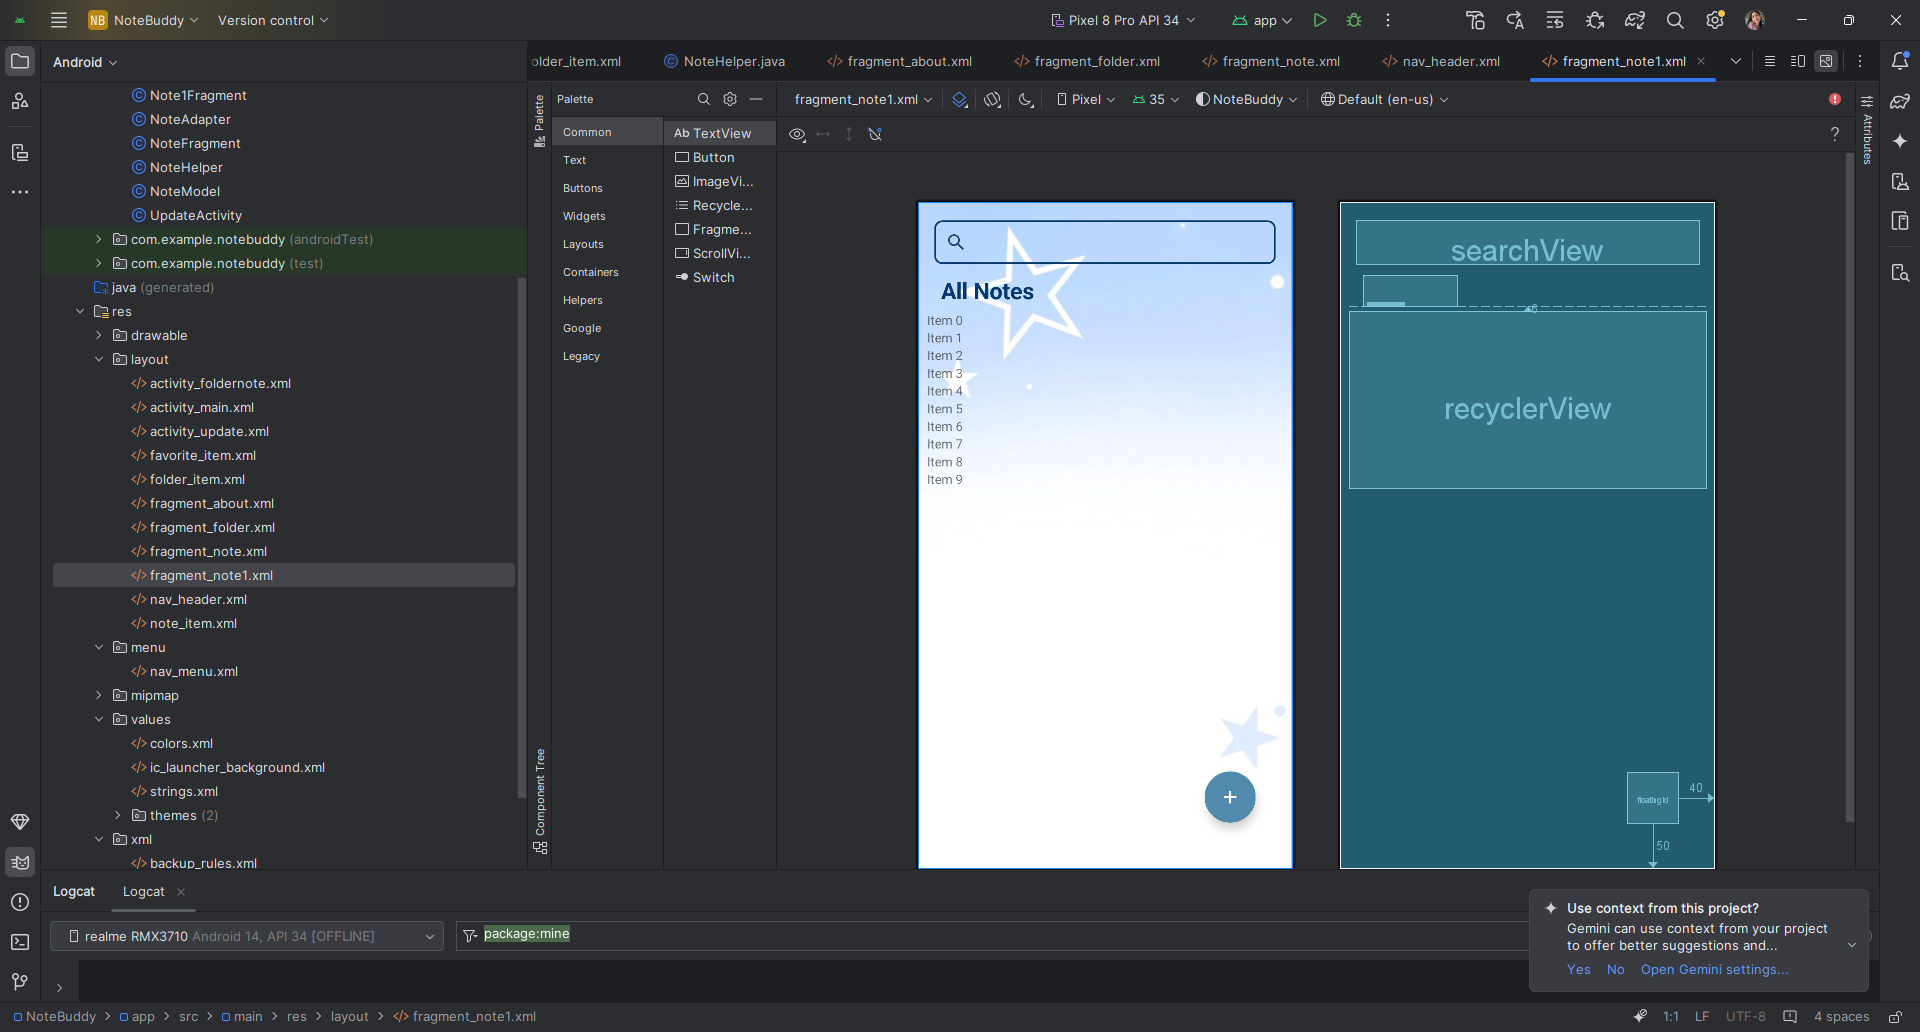 NB NoteBuddy Version control Pixel 8 Pro API 34 app
Android
Note1Fragment
NoteAdapter
NoteFragment
NoteHelper
NoteModel
UpdateActivity
com.example.notebuddy (androidTest)
com.example.notebuddy (test)
java (generated)
res
drawable
layout
activity_foldernote.xml
activity_main.xml
activity_update.xml
favorite_item.xml
folder_item.xml
fragment_about.xml
fragment_folder.xml
fragment_note.xml
fragment_note1.xml
nav_header.xml
note_item.xml
menu
nav_menu.xml
mipmap
values
colors.xml
ic_launcher_background.xml
strings.xml
themes (2)
xml
backup_rules.xml
older_item.xml NoteHelper.java fragment_about.xml fragment_folder.xml fragment_note.xml nav_header.xml fragment_note1.xml
Palette
Component Tree
Palette
Common
Text
Buttons
Widgets
Layouts
Containers
Helpers
Google
Legacy
Ab TextView
Button
ImageVi...
Recycle...
Fragme...
ScrollVi...
Switch
fragment_note1.xml Pixel 35 NoteBuddy Default (en-us)
?
Attributes
All Notes
Item 0
Item 1
Item 2
Item 3
Item 4
Item 5
Item 6
Item 7
Item 8
Item 9
searchView
6
recyclerView
floatingId
40
50
Logcat Logcat
realme RMX3710 Android 14, API 34 [OFFLINE]
package:mine
Use context from this project?
Gemini can use context from your project
to offer better suggestions and...
Yes No Open Gemini settings...
NoteBuddy app src main res layout fragment_note1.xml
1:1 LF UTF-8 4 spaces